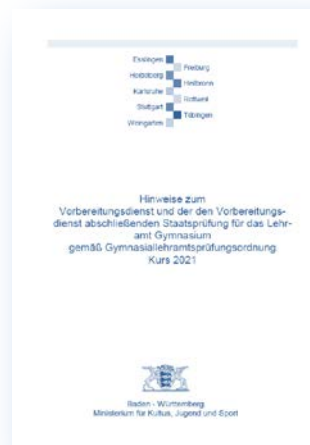 Esslingen
Freiburg
Heidelberg
Heilbronn
Karlsruhe
Rottweil
Stuttgart
Tübingen
Weingarten
Hinweise zum
Vorbereitungsdienst und der den Vorbereitungs-
dienst abschließenden Staatsprüfung für das Lehr-
amt Gymnasium
gemäß Gymnasiallehramtsprüfungsordnung.
Kurs 2021
Baden - Württemberg
Ministerium für Kultus, Jugend und Sport